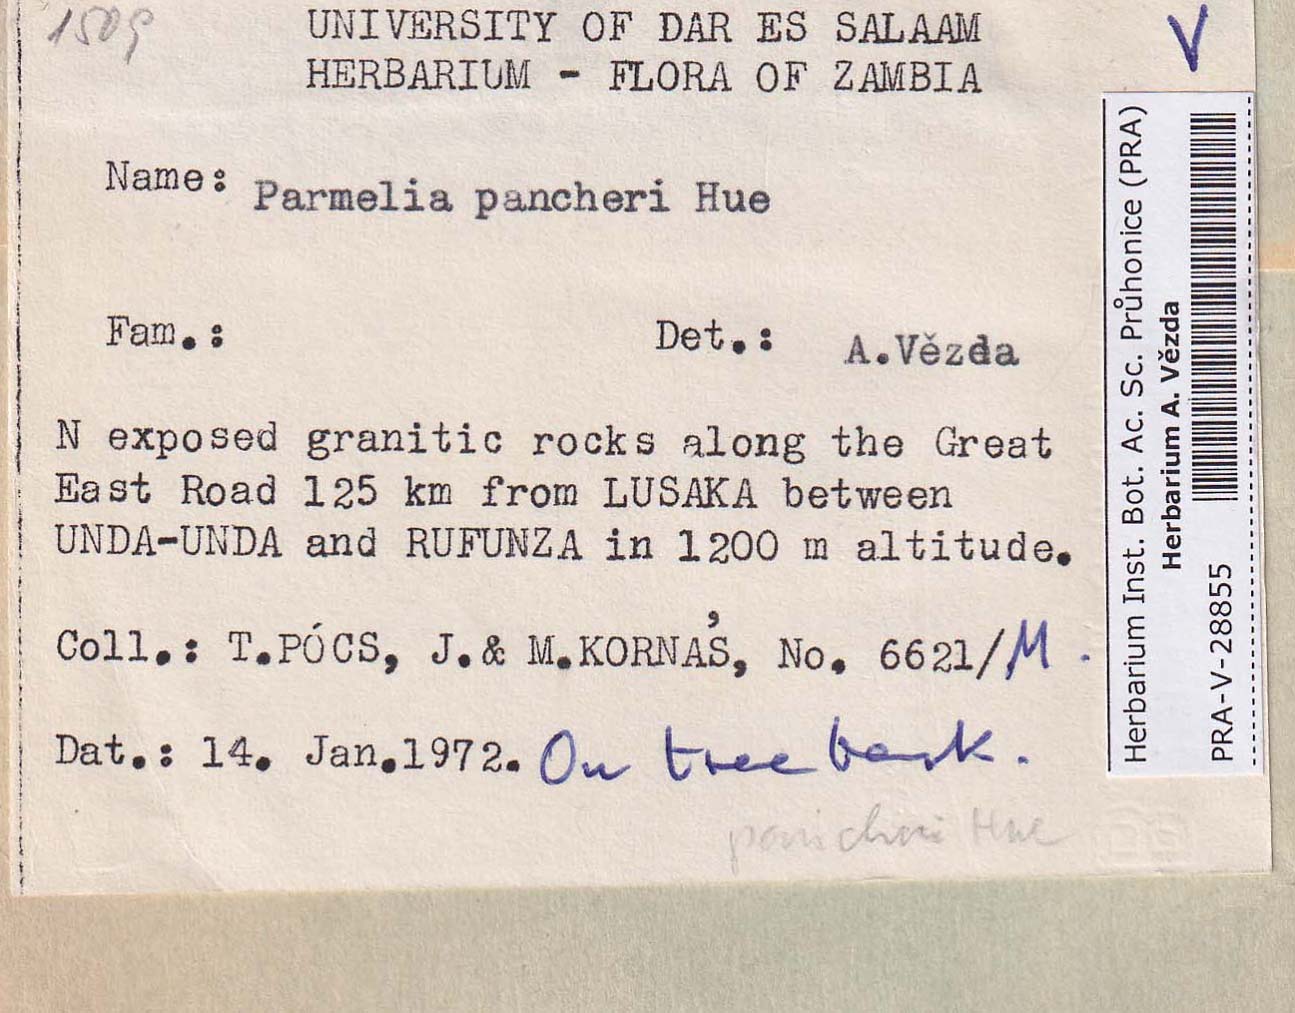 1509
UNIVERSITY OF DAR ES SALAAM
HERBARIUM - FLORA OF ZAMBIA
Name: Parmelia pancheri Hue
Fam.: Det.: A.Vězda
N exposed granitic rocks along the Great
East Road 125 km from LUSAKA between
UNDA-UNDA and RUFUNZA in 1200 m altitude.
Coll.: T.PÓCS, J.& M.KORNAŚ, No. 6621/M.
Dat.: 14. Jan.1972. On tree bark.
Hue
Herbarium Inst. Bot. Ac. Sc. Průhonice (PRA)
Herbarium A. Vězda
PRA-V-28855